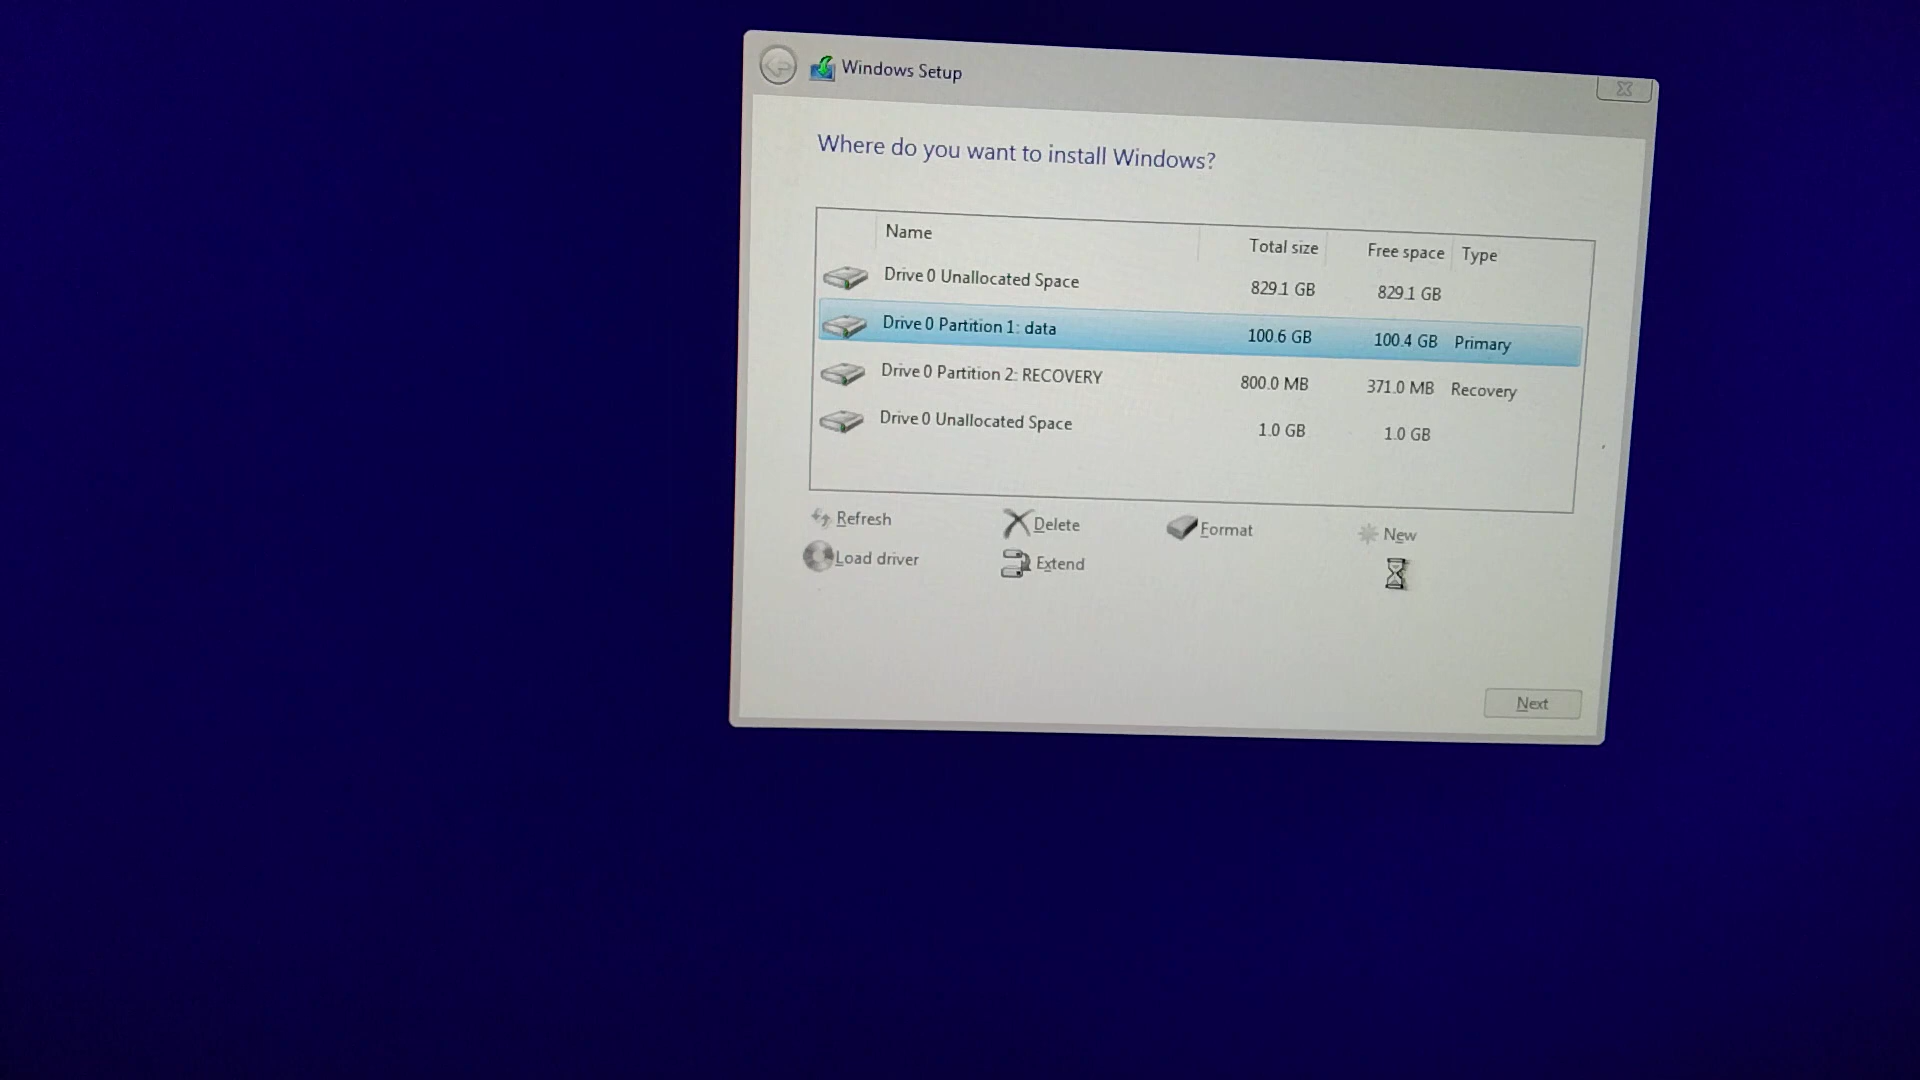 Windows Setup
Where do you want to install Windows?
Name Total size Free space Type
Drive 0 Unallocated Space 829.1 GB 829.1 GB
Drive 0 Partition 1: data 100.6 GB 100.4 GB Primary
Drive 0 Partition 2: RECOVERY 800.0 MB 371.0 MB Recovery
Drive 0 Unallocated Space 1.0 GB 1.0 GB
Refresh Delete Format New
Load driver Extend
Next